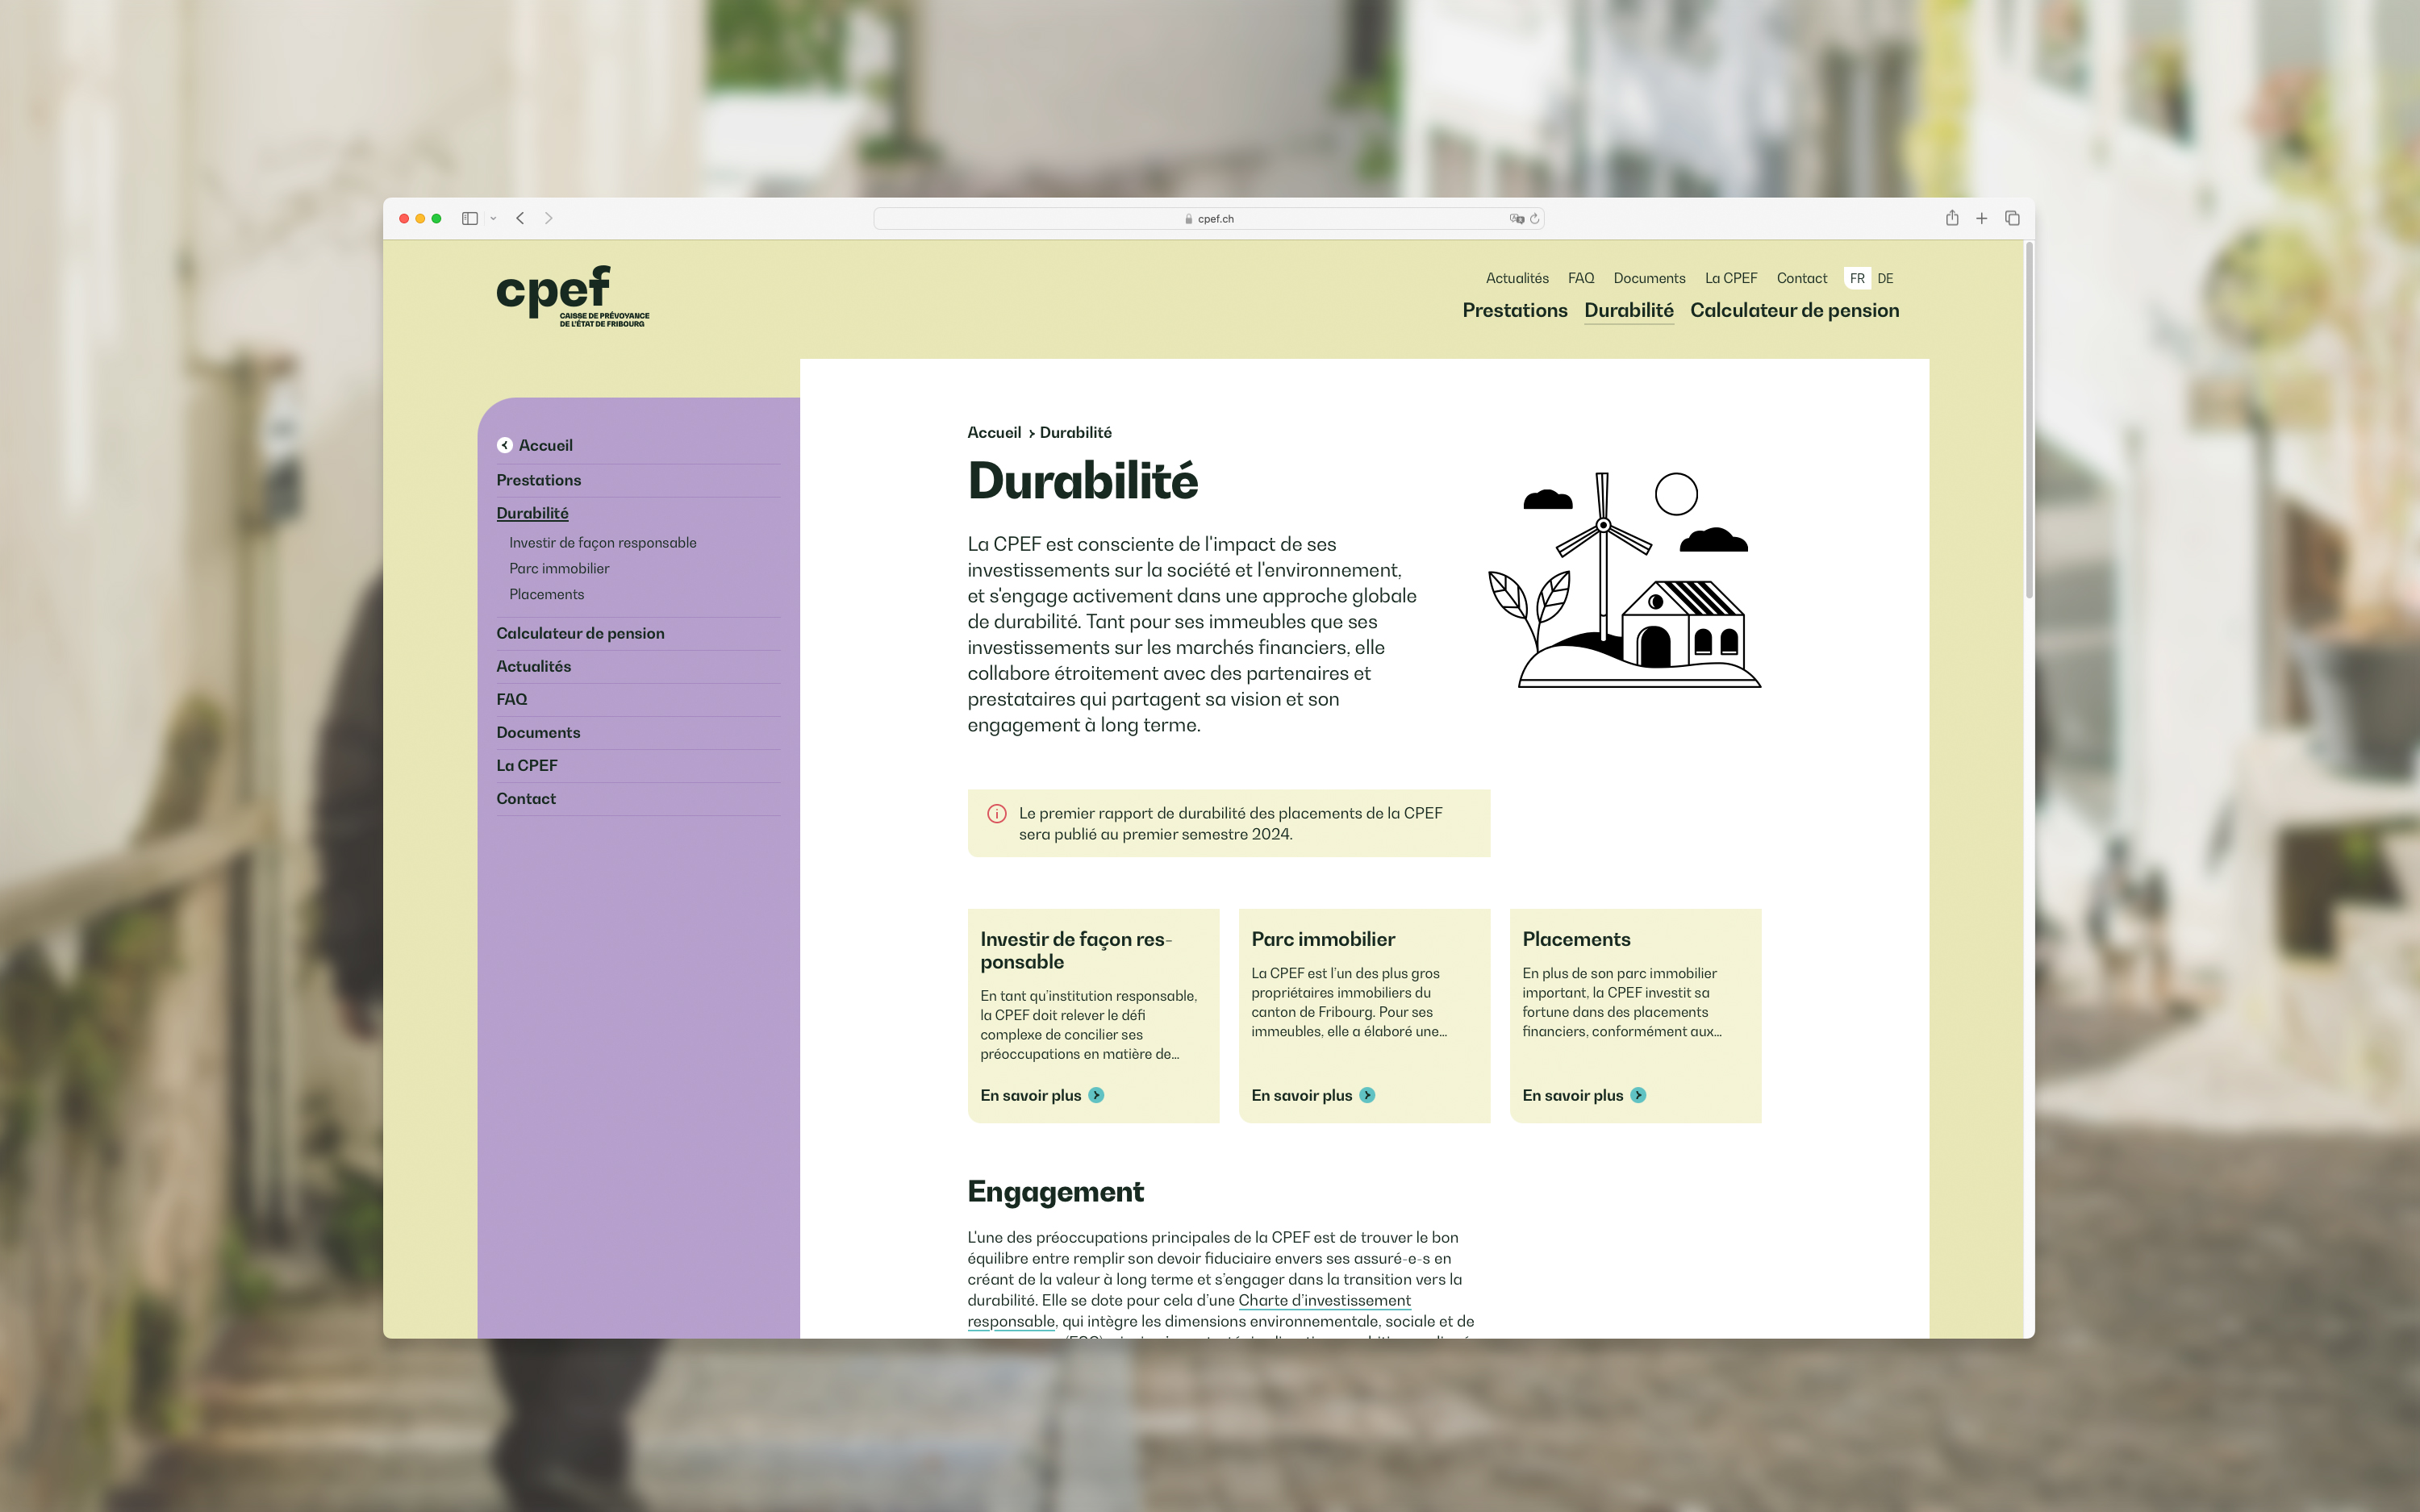 cpef.ch
cpef
CAISSE DE PRÉVOYANCE
DE L'ÉTAT DE FRIBOURG
Actualités FAQ Documents La CPEF Contact FR DE
Prestations Durabilité Calculateur de pension
Accueil
Prestations
Durabilité
Investir de façon responsable
Parc immobilier
Placements
Calculateur de pension
Actualités
FAQ
Documents
La CPEF
Contact
Accueil › Durabilité
Durabilité
La CPEF est consciente de l'impact de ses
investissements sur la société et l'environnement,
et s'engage activement dans une approche globale
de durabilité. Tant pour ses immeubles que ses
investissements sur les marchés financiers, elle
collabore étroitement avec des partenaires et
prestataires qui partagent sa vision et son
engagement à long terme.
Le premier rapport de durabilité des placements de la CPEF
sera publié au premier semestre 2024.
Investir de façon res-
ponsable
En tant qu’institution responsable,
la CPEF doit relever le défi
complexe de concilier ses
préoccupations en matière de...
En savoir plus
Parc immobilier
La CPEF est l’un des plus gros
propriétaires immobiliers du
canton de Fribourg. Pour ses
immeubles, elle a élaboré une...
En savoir plus
Placements
En plus de son parc immobilier
important, la CPEF investit sa
fortune dans des placements
financiers, conformément aux...
En savoir plus
Engagement
L'une des préoccupations principales de la CPEF est de trouver le bon
équilibre entre remplir son devoir fiduciaire envers ses assuré-e-s en
créant de la valeur à long terme et s’engager dans la transition vers la
durabilité. Elle se dote pour cela d’une Charte d’investissement
responsable, qui intègre les dimensions environnementale, sociale et de